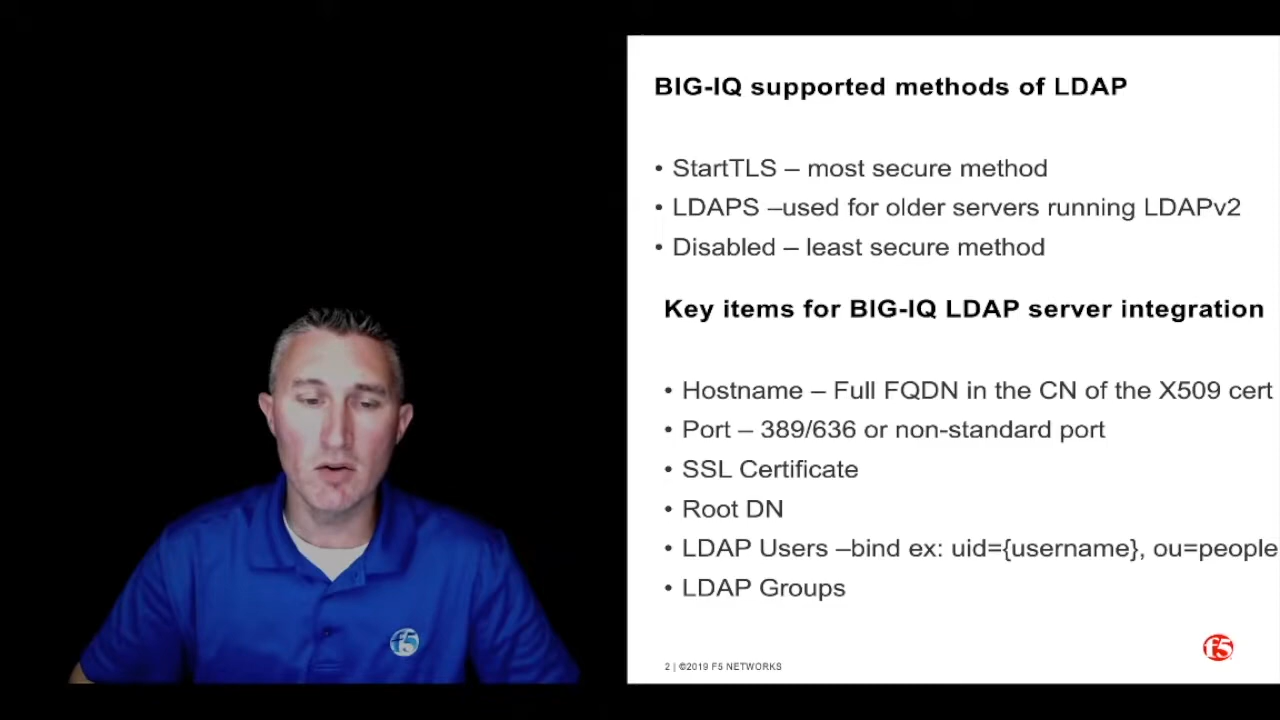 BIG-IQ supported methods of LDAP
• StartTLS – most secure method
• LDAPS –used for older servers running LDAPv2
• Disabled – least secure method
Key items for BIG-IQ LDAP server integration
• Hostname – Full FQDN in the CN of the X509 cert
• Port – 389/636 or non-standard port
• SSL Certificate
• Root DN
• LDAP Users –bind ex: uid={username}, ou=people
• LDAP Groups
2 | ©2019 F5 NETWORKS
f5
f5